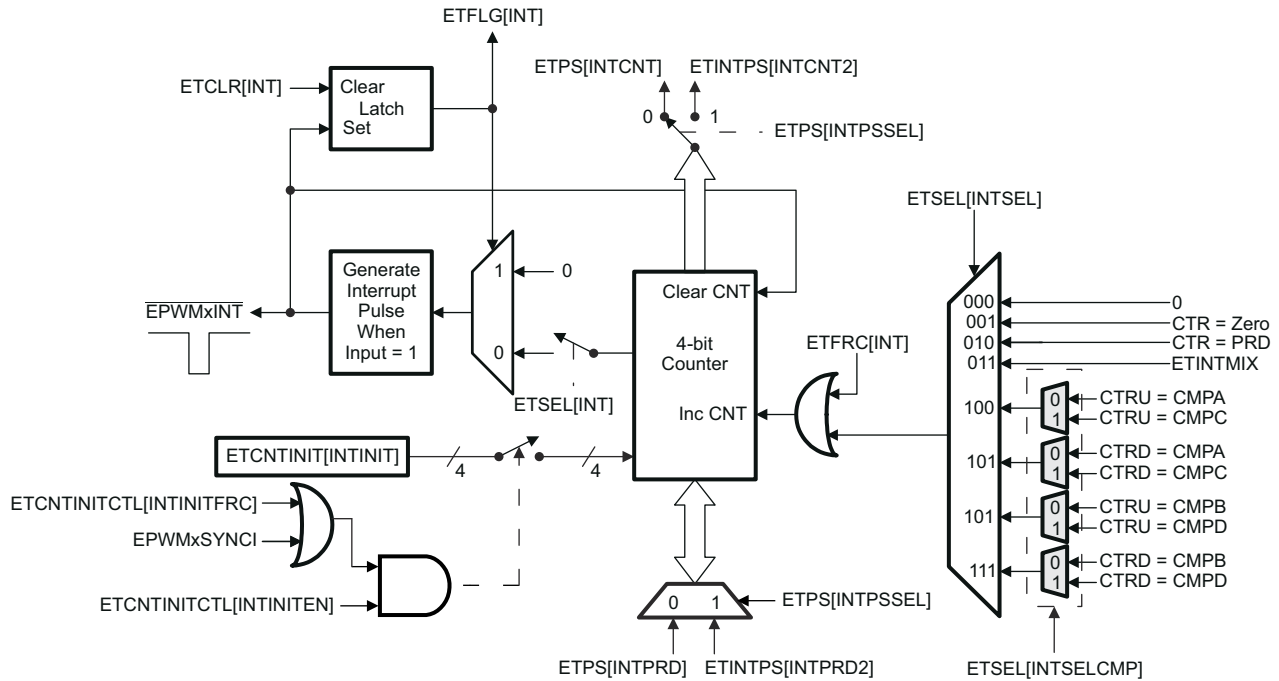 ETFLG[INT]
ETCLR[INT]
Clear
Latch
Set
ETPS[INTCNT]
ETINTPS[INTCNT2]
0
1
ETPS[INTPSSEL]
ETSEL[INTSEL]
EPWMxINT
Generate
Interrupt
Pulse
When
Input = 1
1
0
0
ETSEL[INT]
Clear CNT
4-bit
Counter
Inc CNT
ETFRC[INT]
000
001
010
011
100
101
101
111
0
CTR = Zero
CTR = PRD
ETINTMIX
0
1
CTRU = CMPA
CTRU = CMPC
0
1
CTRD = CMPA
CTRD = CMPC
0
1
CTRU = CMPB
CTRU = CMPD
0
1
CTRD = CMPB
CTRD = CMPD
ETSEL[INTSELCMP]
ETCNTINIT[INTINIT]
4
4
ETCNTINITCTL[INTINITFRC]
EPWMxSYNCI
ETCNTINITCTL[INTINITEN]
0
1
ETPS[INTPSSEL]
ETPS[INTPRD]
ETINTPS[INTPRD2]